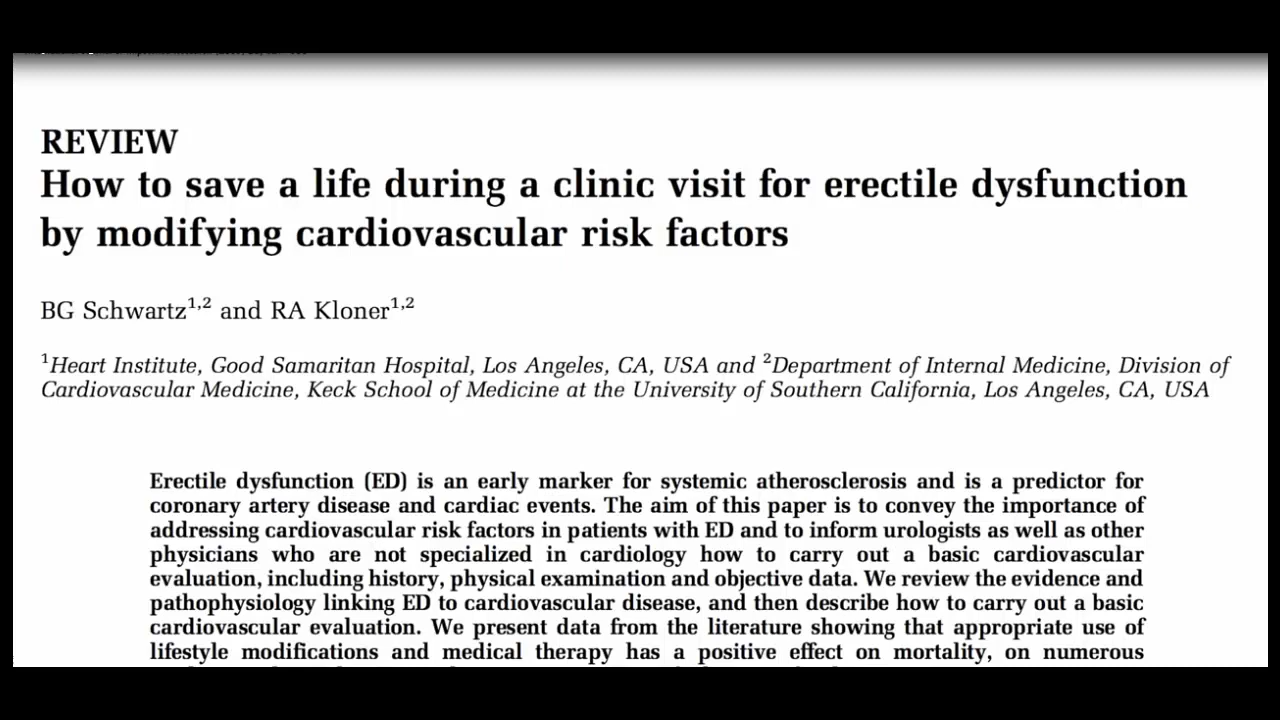 REVIEW
How to save a life during a clinic visit for erectile dysfunction
by modifying cardiovascular risk factors
BG Schwartz1,2 and RA Kloner1,2
1Heart Institute, Good Samaritan Hospital, Los Angeles, CA, USA and 2Department of Internal Medicine, Division of
Cardiovascular Medicine, Keck School of Medicine at the University of Southern California, Los Angeles, CA, USA
Erectile dysfunction (ED) is an early marker for systemic atherosclerosis and is a predictor for
coronary artery disease and cardiac events. The aim of this paper is to convey the importance of
addressing cardiovascular risk factors in patients with ED and to inform urologists as well as other
physicians who are not specialized in cardiology how to carry out a basic cardiovascular
evaluation, including history, physical examination and objective data. We review the evidence and
pathophysiology linking ED to cardiovascular disease, and then describe how to carry out a basic
cardiovascular evaluation. We present data from the literature showing that appropriate use of
lifestyle modifications and medical therapy has a positive effect on mortality, on numerous